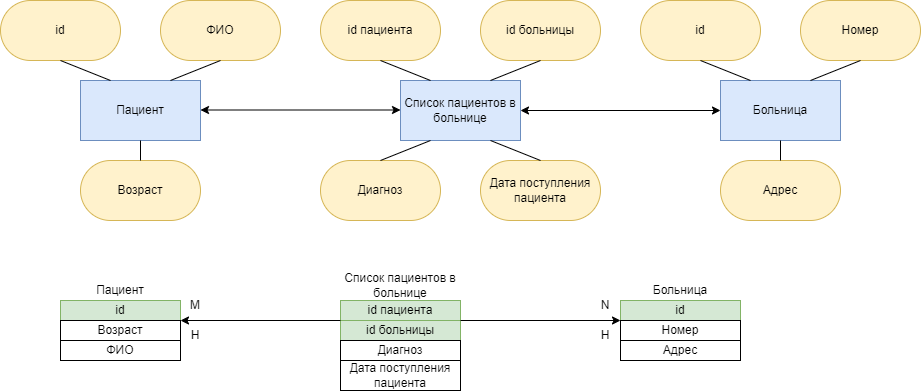 id
ФИО
id пациента
id больницы
id
Номер
Пациент
Список пациентов в
больнице
Больница
Возраст
Диагноз
Дата поступления
пациента
Адрес
Пациент
id
Возраст
ФИО
M
Н
Список пациентов в
больнице
id пациента
id больницы
Диагноз
Дата поступления
пациента
N
Н
Больница
id
Номер
Адрес